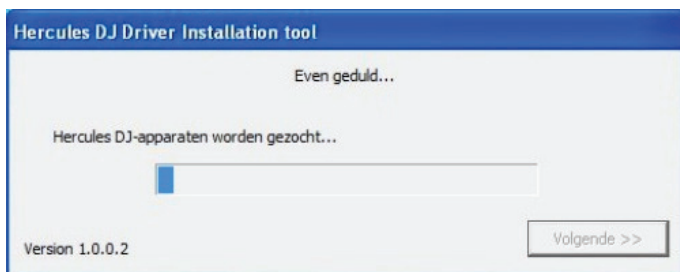 Hercules DJ Driver Installation tool
Even geduld...
Hercules DJ-apparaten worden gezocht...
Volgende >>
Version 1.0.0.2